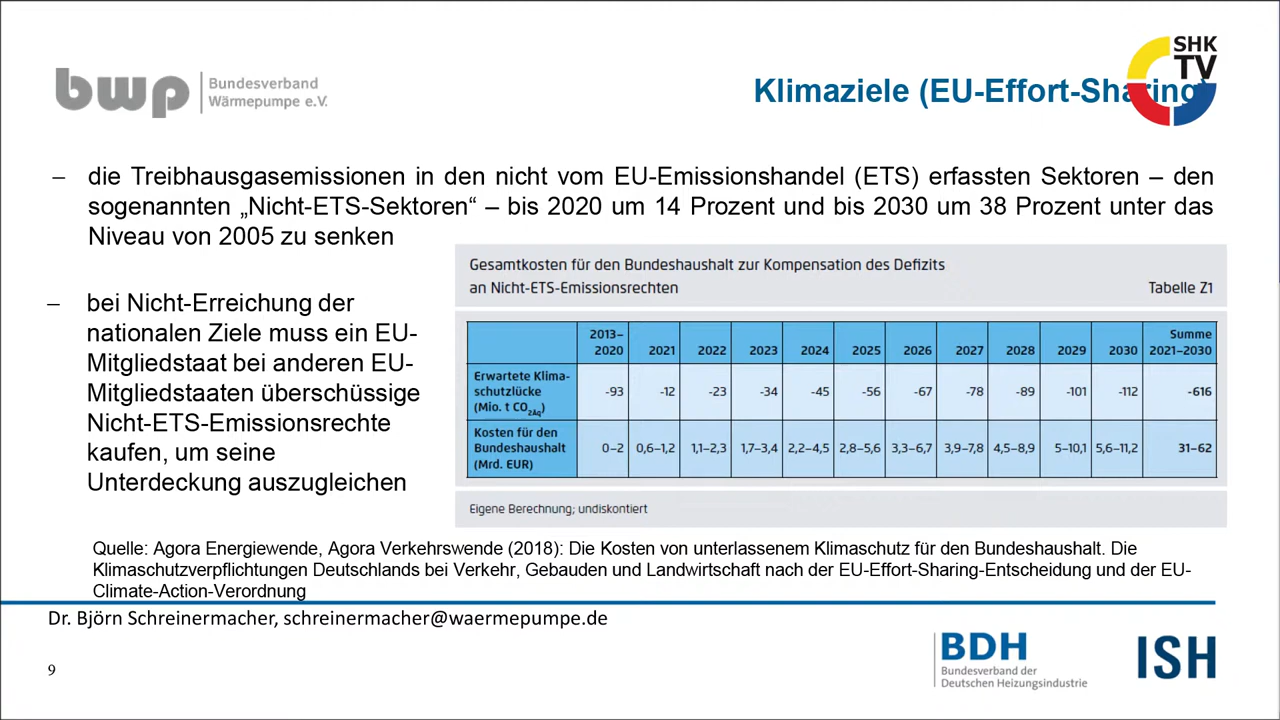 bwp Bundesverband
Wärmepumpe e.V.
SHK
TV
Klimaziele (EU-Effort-Sharing)
– die Treibhausgasemissionen in den nicht vom EU-Emissionshandel (ETS) erfassten Sektoren – den
sogenannten „Nicht-ETS-Sektoren“ – bis 2020 um 14 Prozent und bis 2030 um 38 Prozent unter das
Niveau von 2005 zu senken
– bei Nicht-Erreichung der
nationalen Ziele muss ein EU-
Mitgliedstaat bei anderen EU-
Mitgliedstaaten überschüssige
Nicht-ETS-Emissionsrechte
kaufen, um seine
Unterdeckung auszugleichen
Gesamtkosten für den Bundeshaushalt zur Kompensation des Defizits
an Nicht-ETS-Emissionsrechten Tabelle Z1
2013– Summe
2020 2021 2022 2023 2024 2025 2026 2027 2028 2029 2030 2021–2030
Erwartete Klima-
schutzlücke -93 -12 -23 -34 -45 -56 -67 -78 -89 -101 -112 -616
(Mio. t CO2Äq)
Kosten für den
Bundeshaushalt 0–2 0,6–1,2 1,1–2,3 1,7–3,4 2,2–4,5 2,8–5,6 3,3–6,7 3,9–7,8 4,5–8,9 5–10,1 5,6–11,2 31–62
(Mrd. EUR)
Eigene Berechnung; undiskontiert
Quelle: Agora Energiewende, Agora Verkehrswende (2018): Die Kosten von unterlassenem Klimaschutz für den Bundeshaushalt. Die
Klimaschutzverpflichtungen Deutschlands bei Verkehr, Gebauden und Landwirtschaft nach der EU-Effort-Sharing-Entscheidung und der EU-
Climate-Action-Verordnung
Dr. Björn Schreinermacher, schreinermacher@waermepumpe.de
9
BDH
Bundesverband der
Deutschen Heizungsindustrie
ISH